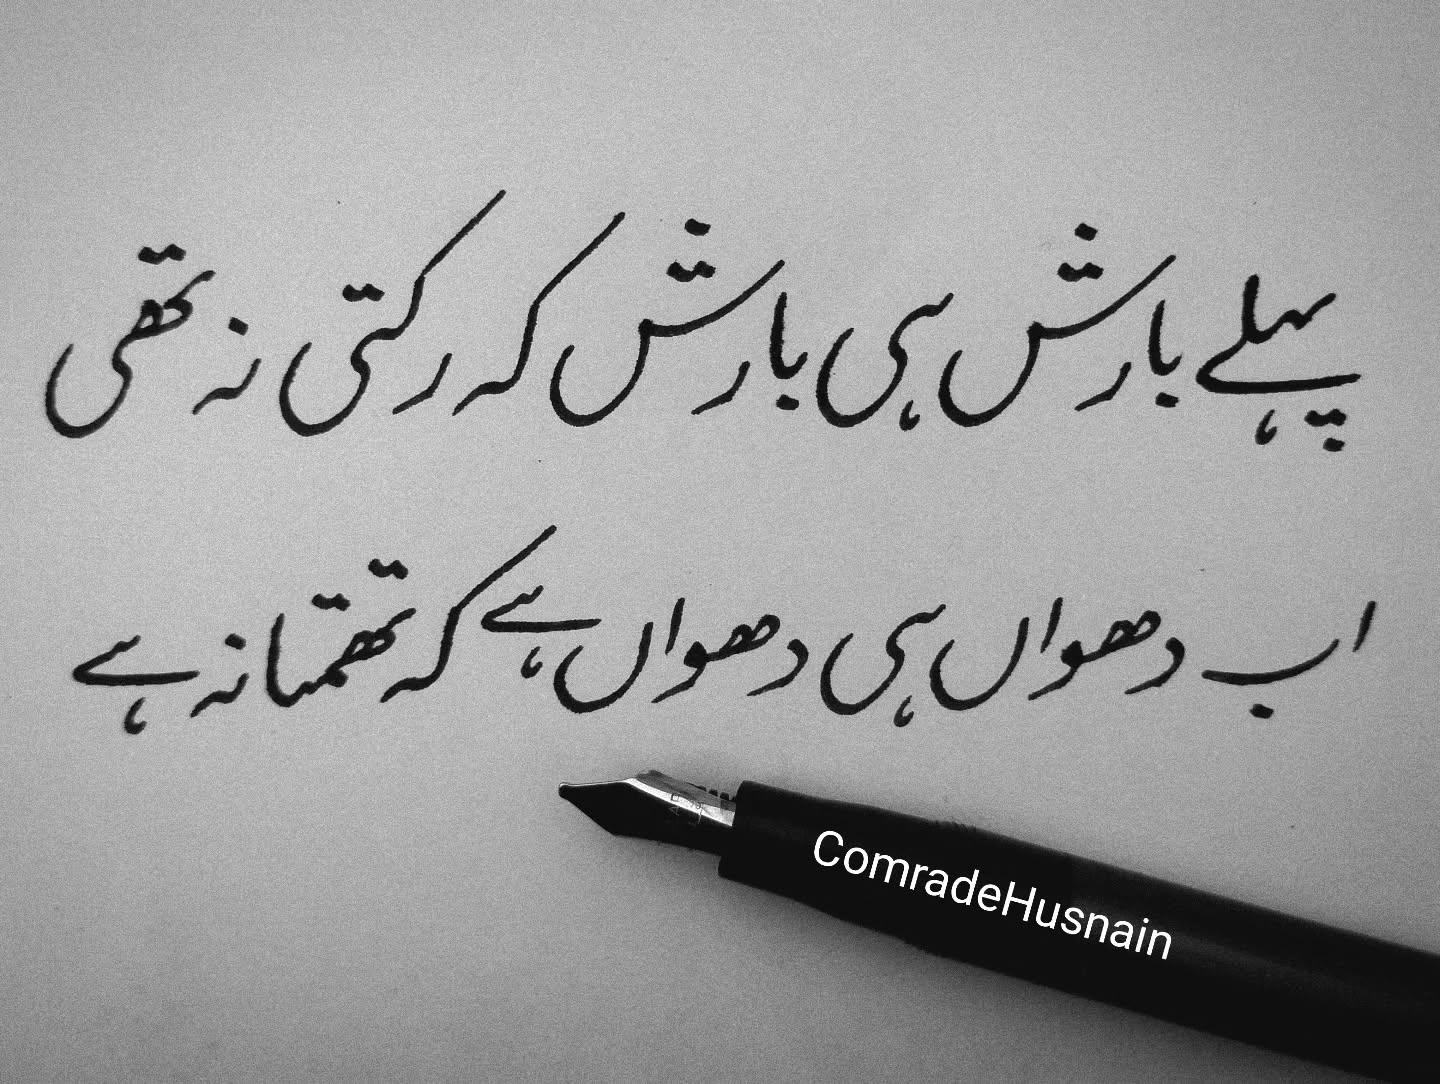 پہلے بارش ہی بارش کہ رکتی نہ تھی
اب دھواں ہی دھواں ہے کہ تھمتا نہ ہے
ComradeHusnain